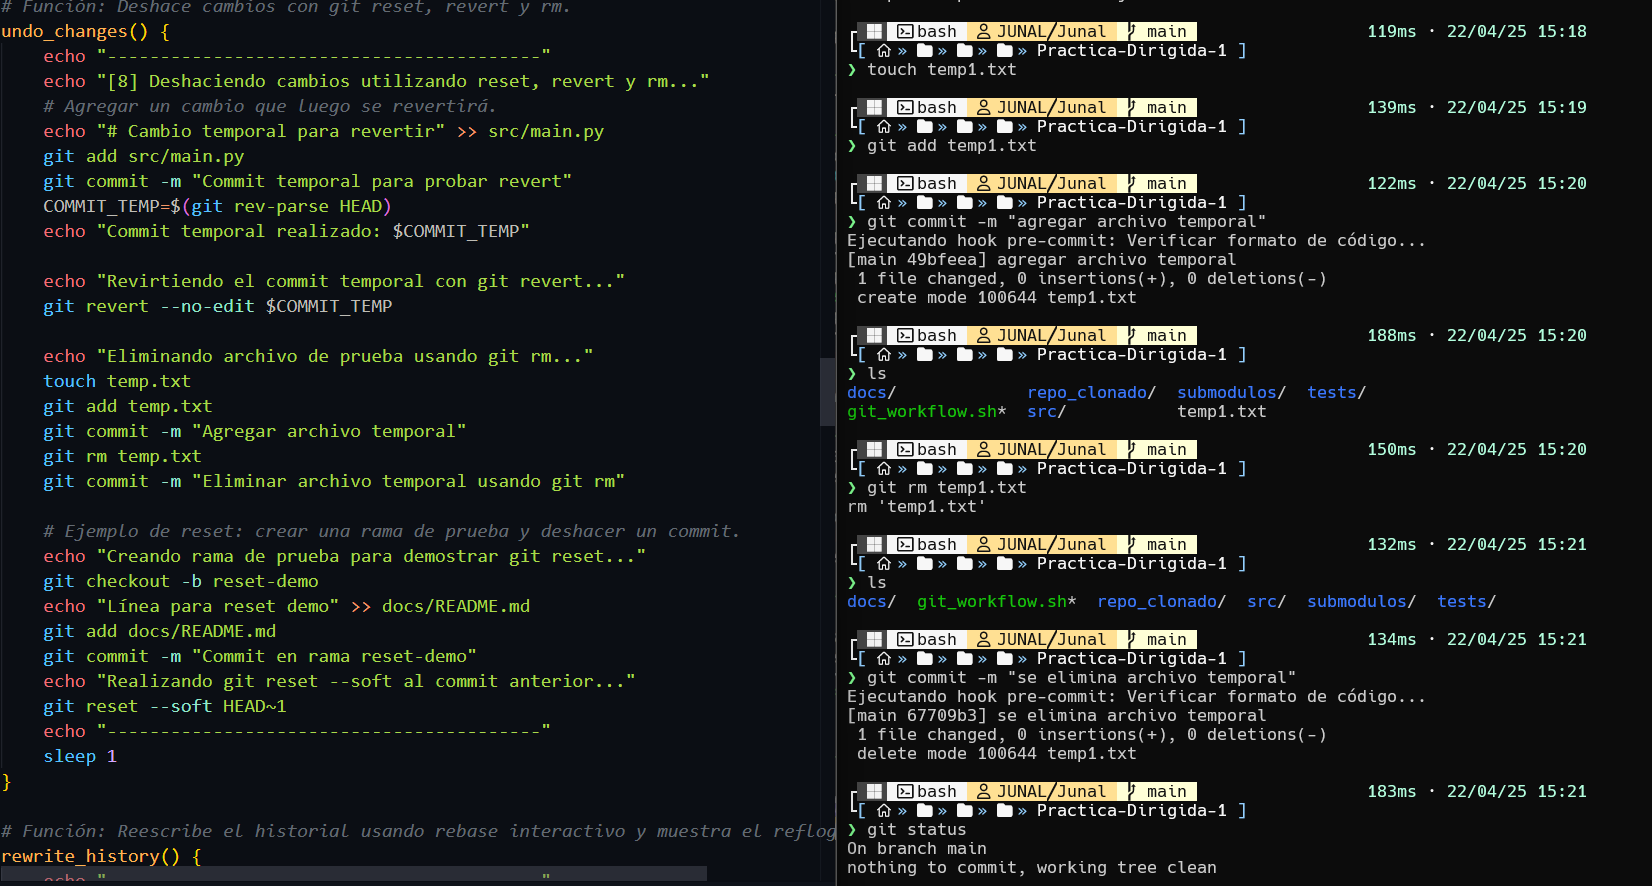 # Función: Deshace cambios con git reset, revert y rm.
undo_changes() {
    echo "-----------------------------------------"
    echo "[8] Deshaciendo cambios utilizando reset, revert y rm..."
    # Agregar un cambio que luego se revertirá.
    echo "# Cambio temporal para revertir" >> src/main.py
    git add src/main.py
    git commit -m "Commit temporal para probar revert"
    COMMIT_TEMP=$(git rev-parse HEAD)
    echo "Commit temporal realizado: $COMMIT_TEMP"

    echo "Revirtiendo el commit temporal con git revert..."
    git revert --no-edit $COMMIT_TEMP

    echo "Eliminando archivo de prueba usando git rm..."
    touch temp.txt
    git add temp.txt
    git commit -m "Agregar archivo temporal"
    git rm temp.txt
    git commit -m "Eliminar archivo temporal usando git rm"

    # Ejemplo de reset: crear una rama de prueba y deshacer un commit.
    echo "Creando rama de prueba para demostrar git reset..."
    git checkout -b reset-demo
    echo "Línea para reset demo" >> docs/README.md
    git add docs/README.md
    git commit -m "Commit en rama reset-demo"
    echo "Realizando git reset --soft al commit anterior..."
    git reset --soft HEAD~1
    echo "-----------------------------------------"
    sleep 1
}

# Función: Reescribe el historial usando rebase interactivo y muestra el reflog
rewrite_history() {
    echo "-----------------------------------------"
bash JUNAL/Junal main 119ms · 22/04/25 15:18
[ » » » » Practica-Dirigida-1 ]
❯ touch temp1.txt
bash JUNAL/Junal main 139ms · 22/04/25 15:19
[ » » » » Practica-Dirigida-1 ]
❯ git add temp1.txt
bash JUNAL/Junal main 122ms · 22/04/25 15:20
[ » » » » Practica-Dirigida-1 ]
❯ git commit -m "agregar archivo temporal"
Ejecutando hook pre-commit: Verificar formato de código...
[main 49bfeea] agregar archivo temporal
 1 file changed, 0 insertions(+), 0 deletions(-)
 create mode 100644 temp1.txt
bash JUNAL/Junal main 188ms · 22/04/25 15:20
[ » » » » Practica-Dirigida-1 ]
❯ ls
docs/ repo_clonado/ submodulos/ tests/
git_workflow.sh* src/ temp1.txt
bash JUNAL/Junal main 150ms · 22/04/25 15:20
[ » » » » Practica-Dirigida-1 ]
❯ git rm temp1.txt
rm 'temp1.txt'
bash JUNAL/Junal main 132ms · 22/04/25 15:21
[ » » » » Practica-Dirigida-1 ]
❯ ls
docs/ git_workflow.sh* repo_clonado/ src/ submodulos/ tests/
bash JUNAL/Junal main 134ms · 22/04/25 15:21
[ » » » » Practica-Dirigida-1 ]
❯ git commit -m "se elimina archivo temporal"
Ejecutando hook pre-commit: Verificar formato de código...
[main 67709b3] se elimina archivo temporal
 1 file changed, 0 insertions(+), 0 deletions(-)
 delete mode 100644 temp1.txt
bash JUNAL/Junal main 183ms · 22/04/25 15:21
[ » » » » Practica-Dirigida-1 ]
❯ git status
On branch main
nothing to commit, working tree clean